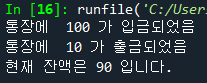 In [16]: runfile('C:/User
통장에  100 가 입금되었음
통장에  10 가 출금되었음
현재 잔액은 90 입니다.